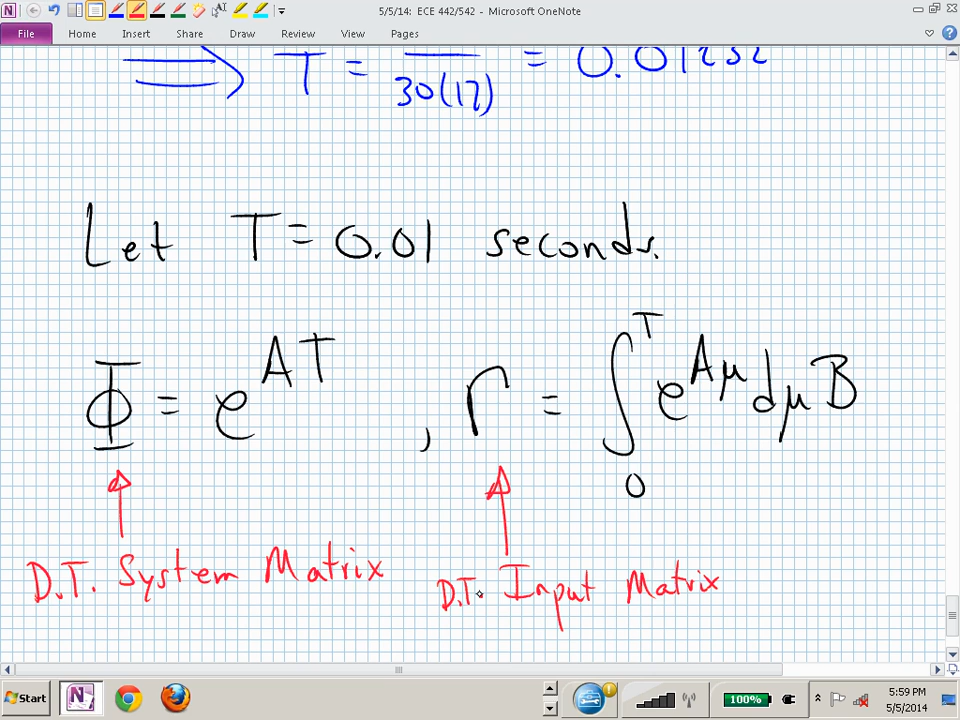 5/5/14: ECE 442/542 - Microsoft OneNote
File Home Insert Share Draw Review View Pages
⟹ T = —— = 0.01232
30(17)
Let T = 0.01 seconds.
Φ = e^{AT} , Γ = ∫_0^T e^{Aμ} dμ B
D.T. System Matrix D.T. Input Matrix
Start 100% 5:59 PM
5/5/2014